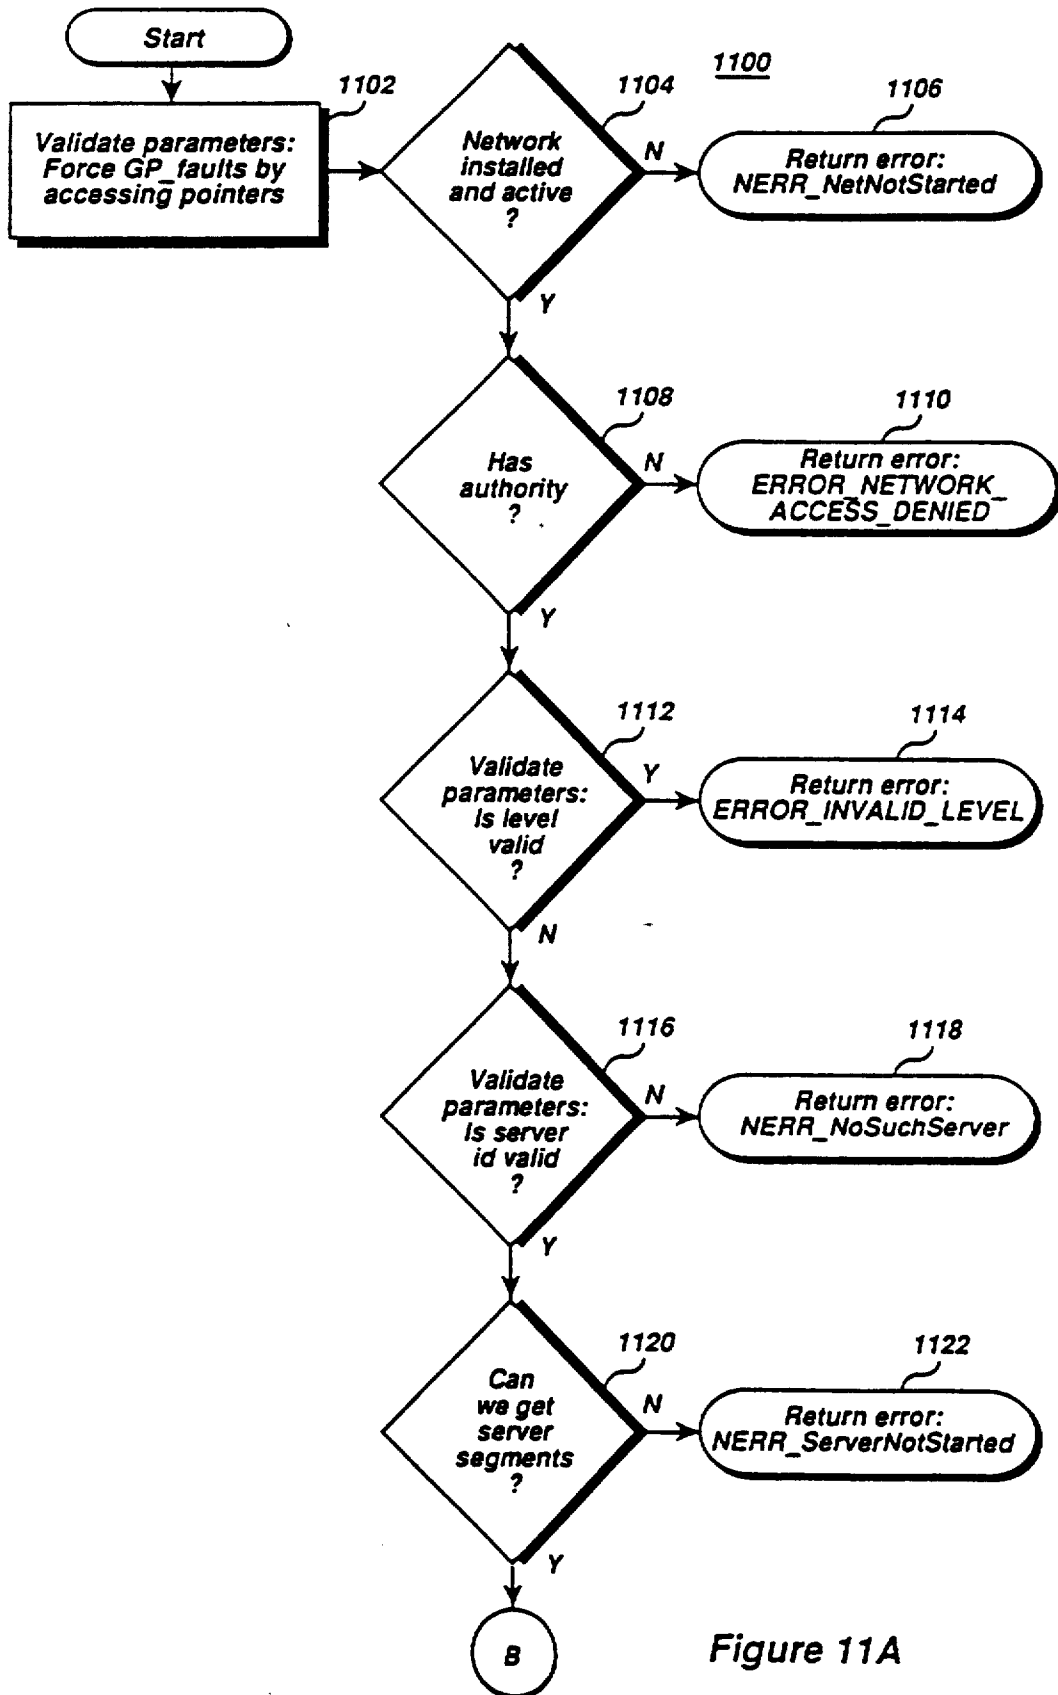 Start
1102
Validate parameters:
Force GP_faults by
accessing pointers
1104
Network
installed
and active
?
N
Y
1100
1106
Return error:
NERR_NetNotStarted
1108
Has
authority
?
N
Y
1110
Return error:
ERROR_NETWORK_
ACCESS_DENIED
1112
Validate
parameters:
Is level
valid
?
Y
N
1114
Return error:
ERROR_INVALID_LEVEL
1116
Validate
parameters:
Is server
id valid
?
N
Y
1118
Return error:
NERR_NoSuchServer
1120
Can
we get
server
segments
?
N
Y
1122
Return error:
NERR_ServerNotStarted
B
Figure 11A